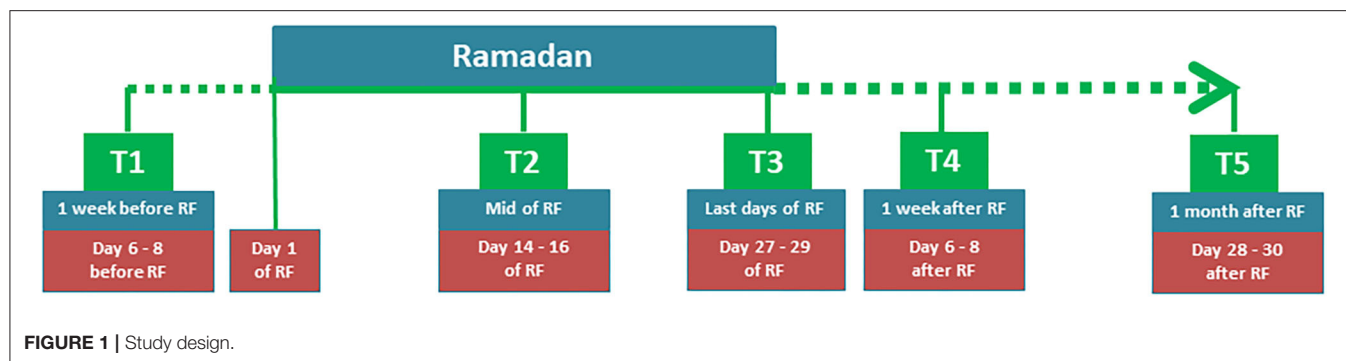 Ramadan
T1
1 week before RF
Day 6 - 8
before RF
Day 1
of RF
T2
Mid of RF
Day 14 - 16
of RF
T3
Last days of RF
Day 27 - 29
of RF
T4
1 week after RF
Day 6 - 8
after RF
T5
1 month after RF
Day 28 - 30
after RF
FIGURE 1 | Study design.